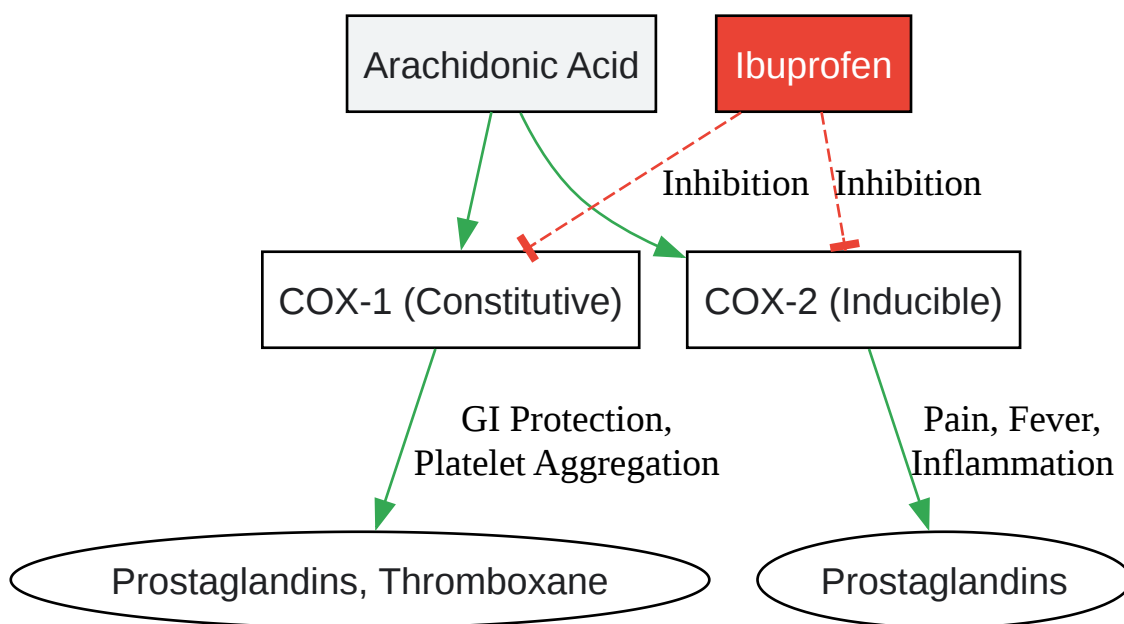 Arachidonic Acid
Ibuprofen
Inhibition
Inhibition
COX-1 (Constitutive)
COX-2 (Inducible)
GI Protection,
Platelet Aggregation
Pain, Fever,
Inflammation
Prostaglandins, Thromboxane
Prostaglandins